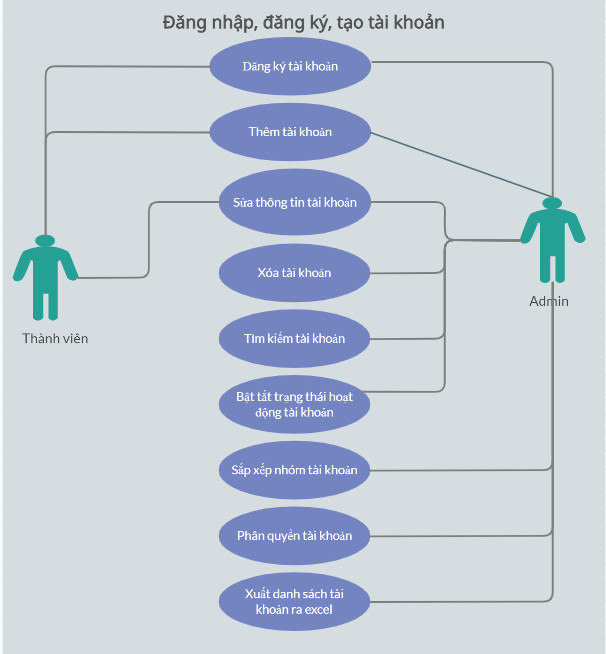 Đăng nhập, đăng ký, tạo tài khoản
Đăng ký tài khoản
Thêm tài khoản
Sửa thông tin tài khoản
Xóa tài khoản
Tìm kiếm tài khoản
Bật tắt trạng thái hoạt
động tài khoản
Sắp xếp nhóm tài khoản
Phân quyền tài khoản
Xuất danh sách tài
khoản ra excel
Thành viên
Admin